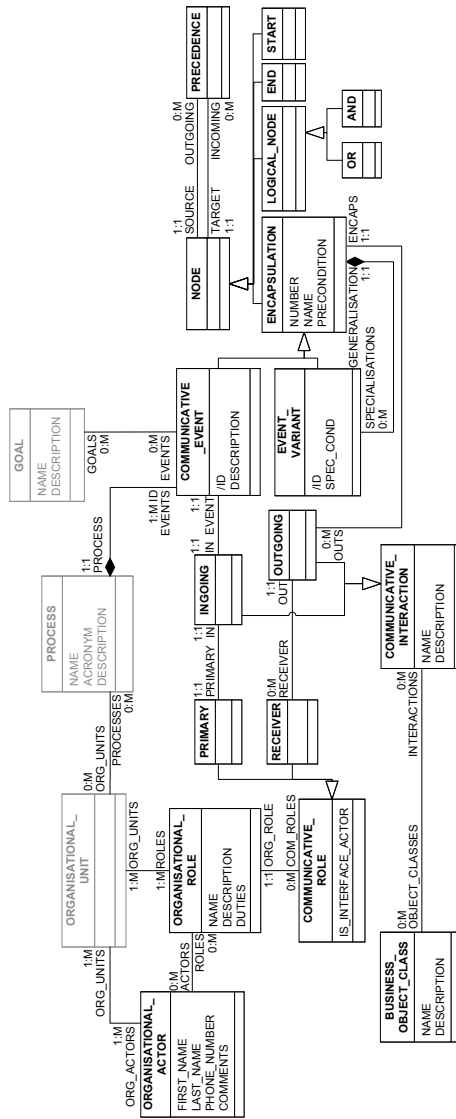 GOAL
NAME
DESCRIPTION
GOALS
0:M
0:M
EVENTS
PROCESS
NAME
ACRONYM
DESCRIPTION
1:1
PROCESS
1:M ID
EVENTS
PROCESSES
0:M
0:M
ORG_UNITS
ORGANISATIONAL_
UNIT
1:M
ORG_UNITS
1:M
ORG_UNITS
1:M
ROLES
1:M
ORG_ACTORS
ORGANISATIONAL_
ACTOR
FIRST_NAME
LAST_NAME
PHONE_NUMBER
COMMENTS
0:M
ACTORS
ROLES
0:M
ORGANISATIONAL_
ROLE
NAME
DESCRIPTION
DUTIES
1:1
ORG_ROLE
0:M
COM_ROLES
COMMUNICATIVE_
ROLE
IS_INTERFACE_ACTOR
PRIMARY
1:1
PRIMARY
1:1
IN
INGOING
1:1
IN
1:1
EVENT
RECEIVER
0:M
RECEIVER
1:1
OUT
OUTGOING
0:M
OUTS
COMMUNICATIVE
_EVENT
/ID
DESCRIPTION
EVENT_
VARIANT
/ID
SPEC_COND
GENERALISATION
1:1
SPECIALISATIONS
0:M
ENCAPS
1:1
ENCAPSULATION
NUMBER
NAME
PRECONDITION
NODE
1:1
SOURCE
0:M
OUTGOING
TARGET
1:1
INCOMING
0:M
PRECEDENCE
LOGICAL_NODE
END
START
OR
AND
COMMUNICATIVE_
INTERACTION
NAME
DESCRIPTION
0:M
INTERACTIONS
0:M
OBJECT_CLASSES
BUSINESS_
OBJECT_CLASS
NAME
DESCRIPTION